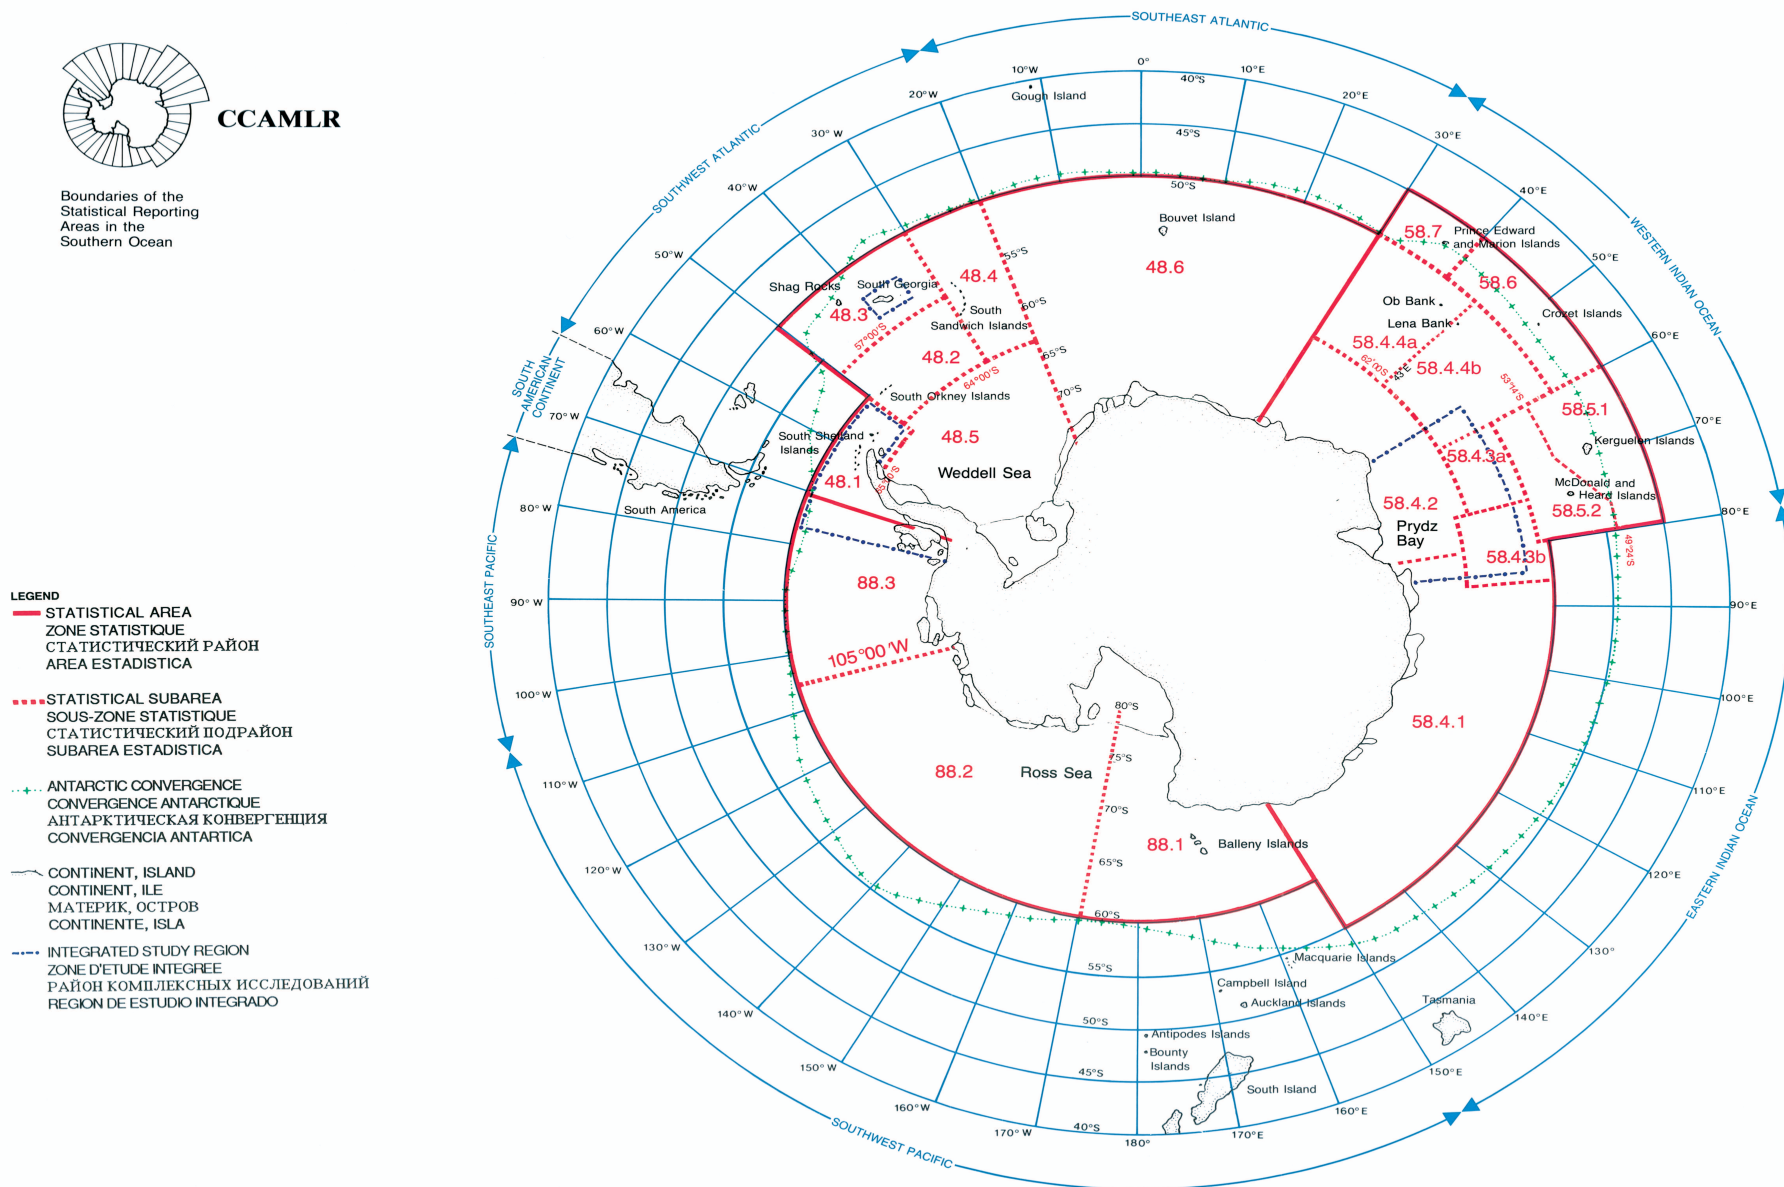 CCAMLR
Boundaries of the
Statistical Reporting
Areas in the
Southern Ocean
LEGEND
STATISTICAL AREA
ZONE STATISTIQUE
СТАТИСТИЧЕСКИЙ РАЙОН
AREA ESTADISTICA
STATISTICAL SUBAREA
SOUS-ZONE STATISTIQUE
СТАТИСТИЧЕСКИЙ ПОДРАЙОН
SUBAREA ESTADISTICA
ANTARCTIC CONVERGENCE
CONVERGENCE ANTARCTIQUE
АНТАРКТИЧЕСКАЯ КОНВЕРГЕНЦИЯ
CONVERGENCIA ANTARTICA
CONTINENT, ISLAND
CONTINENT, ILE
МАТЕРИК, ОСТРОВ
CONTINENTE, ISLA
INTEGRATED STUDY REGION
ZONE D'ETUDE INTEGREE
РАЙОН КОМПЛЕКСНЫХ ИССЛЕДОВАНИЙ
REGION DE ESTUDIO INTEGRADO
SOUTHEAST ATLANTIC
SOUTHWEST ATLANTIC
WESTERN INDIAN OCEAN
EASTERN INDIAN OCEAN
SOUTHWEST PACIFIC
SOUTHEAST PACIFIC
SOUTH
AMERICAN
CONTINENT
0°
10°E
20°E
30°E
40°E
50°E
60°E
70°E
80°E
90°E
100°E
110°E
120°E
130°
140°E
150°E
160°E
170°E
180°
170°W
160°W
150°W
140°W
130°W
120°W
110°W
100°W
90°W
80°W
70°W
60°W
50°W
40°W
30°W
20°W
10°W
40°S
45°S
50°S
55°S
60°S
65°S
70°S
80°S
75°S
70°S
65°S
60°S
55°S
50°S
45°S
40°S
Gough Island
Bouvet Island
48.6
48.4
48.3
48.2
48.5
48.1
88.3
88.2
88.1
58.7
58.6
58.4.4a
58.4.4b
58.5.1
58.4.3a
58.4.2
58.5.2
58.4.3b
58.4.1
Shag Rocks
South Georgia
South
Sandwich Islands
57°00'S
64°00'S
South Orkney Islands
South Shetland
Islands
South America
Weddell Sea
105°00'W
Prince Edward
and Marion Islands
Ob Bank
Lena Bank
Crozet Islands
62°00'S
43°E
53°14'S
Kerguelen Islands
McDonald and
Heard Islands
49°24'S
Prydz
Bay
Ross Sea
Balleny Islands
Macquarie Islands
Campbell Island
Auckland Islands
Antipodes Islands
Bounty
Islands
South Island
Tasmania